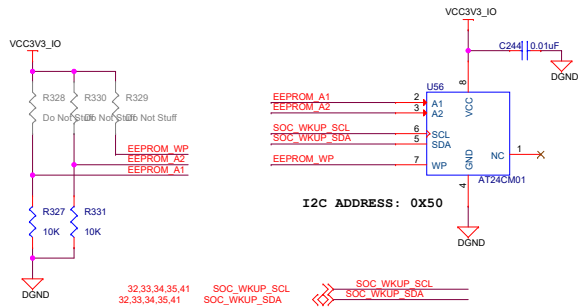 VCC3V3_IO
R328
R330
R329
Do Not Stuff
Do Not Stuff
Do Not Stuff
EEPROM_WP
EEPROM_A2
EEPROM_A1
R327
R331
10K
10K
DGND
VCC3V3_IO
C244
0.01uF
DGND
U56
EEPROM_A1
2
A1
EEPROM_A2
3
A2
8
VCC
SOC_WKUP_SCL
6
SCL
SOC_WKUP_SDA
5
SDA
EEPROM_WP
7
WP
GND
4
NC
1
AT24CM01
I2C ADDRESS: 0X50
DGND
32,33,34,35,41
SOC_WKUP_SCL
SOC_WKUP_SCL
32,33,34,35,41
SOC_WKUP_SDA
SOC_WKUP_SDA